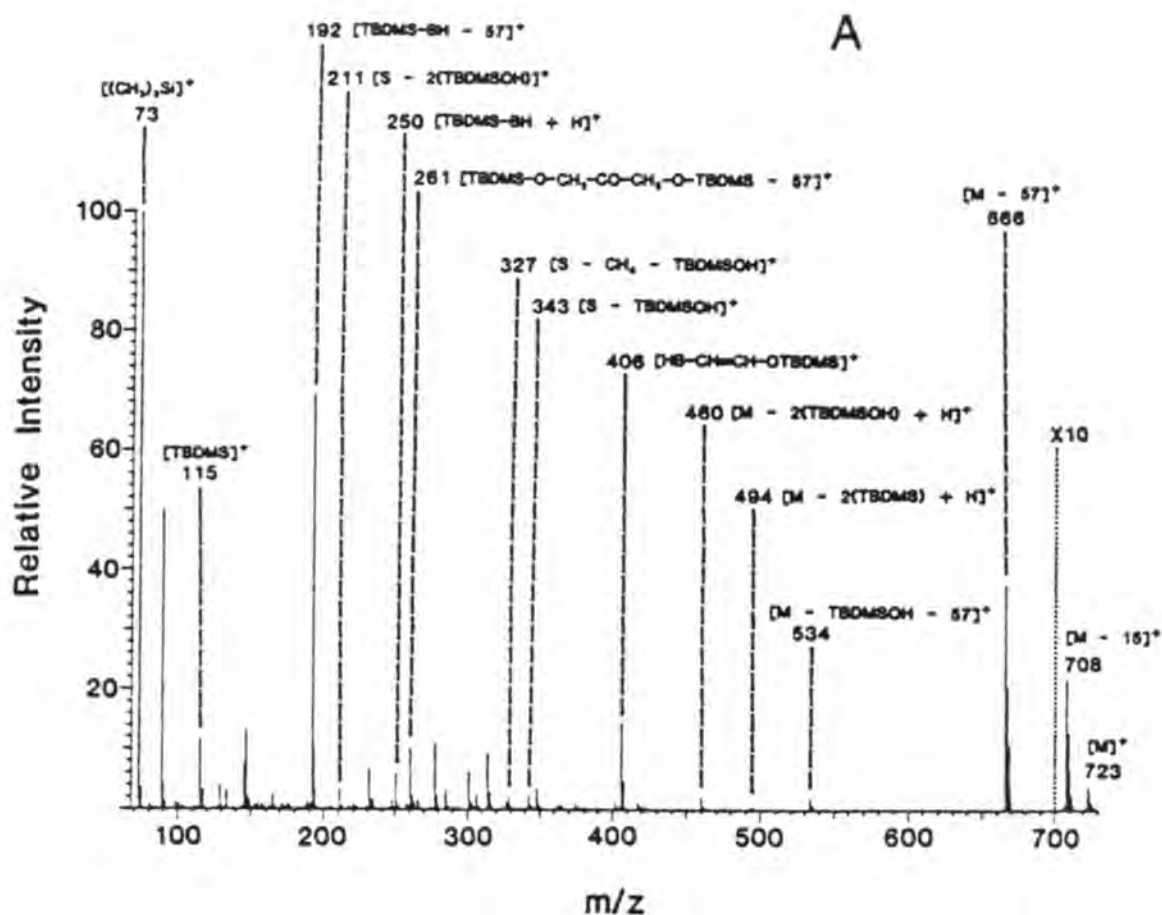 A
192 [TBDMS-BH - 57]⁺
[(CH₃)₃Si]⁺
73
211 [S - 2(TBDMSOH)]⁺
250 [TBDMS-BH + H]⁺
261 [TBDMS-O-CH₂-CO-CH₂-O-TBDMS - 57]⁺
[M - 57]⁺
666
327 [S - CH₄ - TBDMSOH]⁺
343 [S - TBDMSOH]⁺
406 [HB-CH=CH-OTBDMS]⁺
460 [M - 2(TBDMSOH) + H]⁺
X10
[TBDMS]⁺
115
494 [M - 2(TBDMS) + H]⁺
[M - TBDMSOH - 57]⁺
534
[M - 15]⁺
708
[M]⁺
723
Relative Intensity
100
80
60
40
20
100 200 300 400 500 600 700
m/z